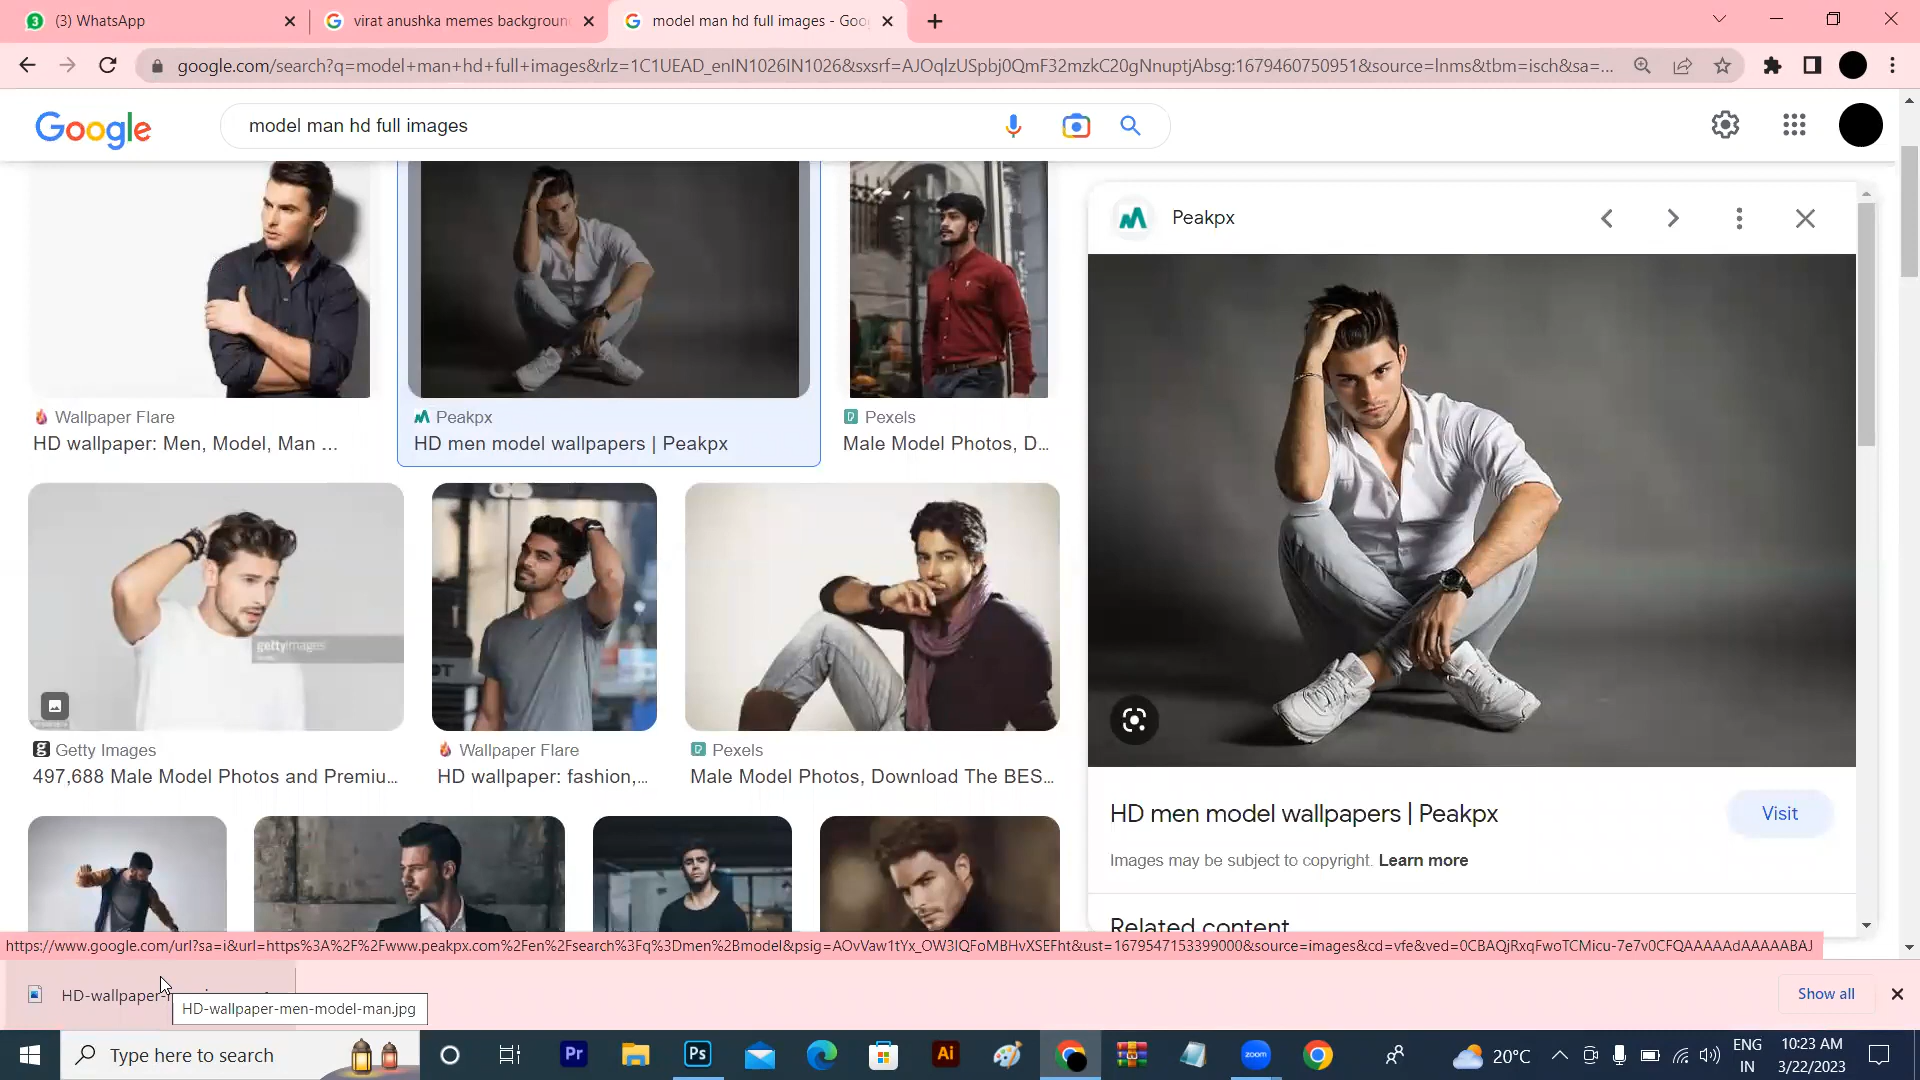 (3) WhatsApp
virat anushka memes backgroun
model man hd full images - Goo
google.com/search?q=model+man+hd+full+images&rlz=1C1UEAD_enIN1026IN1026&sxsrf=AJOqlzUSpbj0QmF32mzkC20gNnuptjAbsg:1679460750951&source=lnms&tbm=isch&sa=...
Google
model man hd full images
Peakpx
Wallpaper Flare
HD wallpaper: Men, Model, Man ...
Peakpx
HD men model wallpapers | Peakpx
Pexels
Male Model Photos, D...
gettyimages
Getty Images
497,688 Male Model Photos and Premiu...
Wallpaper Flare
HD wallpaper: fashion,...
Pexels
Male Model Photos, Download The BES...
HD men model wallpapers | Peakpx
Visit
Images may be subject to copyright. Learn more
Related content
https://www.google.com/url?sa=i&url=https%3A%2F%2Fwww.peakpx.com%2Fen%2Fsearch%3Fq%3Dmen%2Bmodel&psig=AOvVaw1tYx_OW3lQFoMBHvXSEFht&ust=1679547153399000&source=images&cd=vfe&ved=0CBAQjRxqFwoTCMicu-7e7v0CFQAAAAAdAAAAABAJ
HD-wallpaper-
HD-wallpaper-men-model-man.jpg
Show all
Type here to search
Pr
Ps
Ai
zoom
20°C
ENG
IN
10:23 AM
3/22/2023